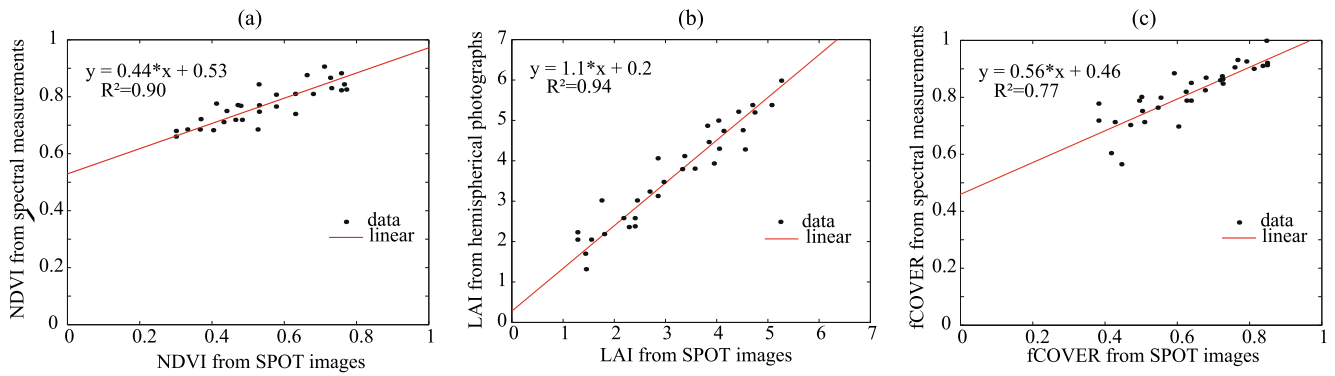 (a)
1
0.8
0.6
0.4
0.2
0
NDVI from spectral measurements
y = 0.44*x + 0.53
R²=0.90
data
linear
0 0.2 0.4 0.6 0.8 1
NDVI from SPOT images
(b)
7
6
5
4
3
2
1
0
LAI from hemispherical photographs
y = 1.1*x + 0.2
R²=0.94
data
linear
0 1 2 3 4 5 6 7
LAI from SPOT images
(c)
1
0.8
0.6
0.4
0.2
0
fCOVER from spectral measurements
y = 0.56*x + 0.46
R²=0.77
data
linear
0 0.2 0.4 0.6 0.8 1
fCOVER from SPOT images